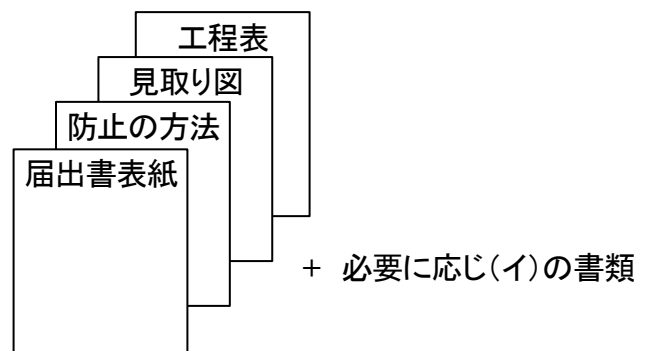 工程表
見取り図
防止の方法
届出書表紙
+ 必要に応じ(イ)の書類